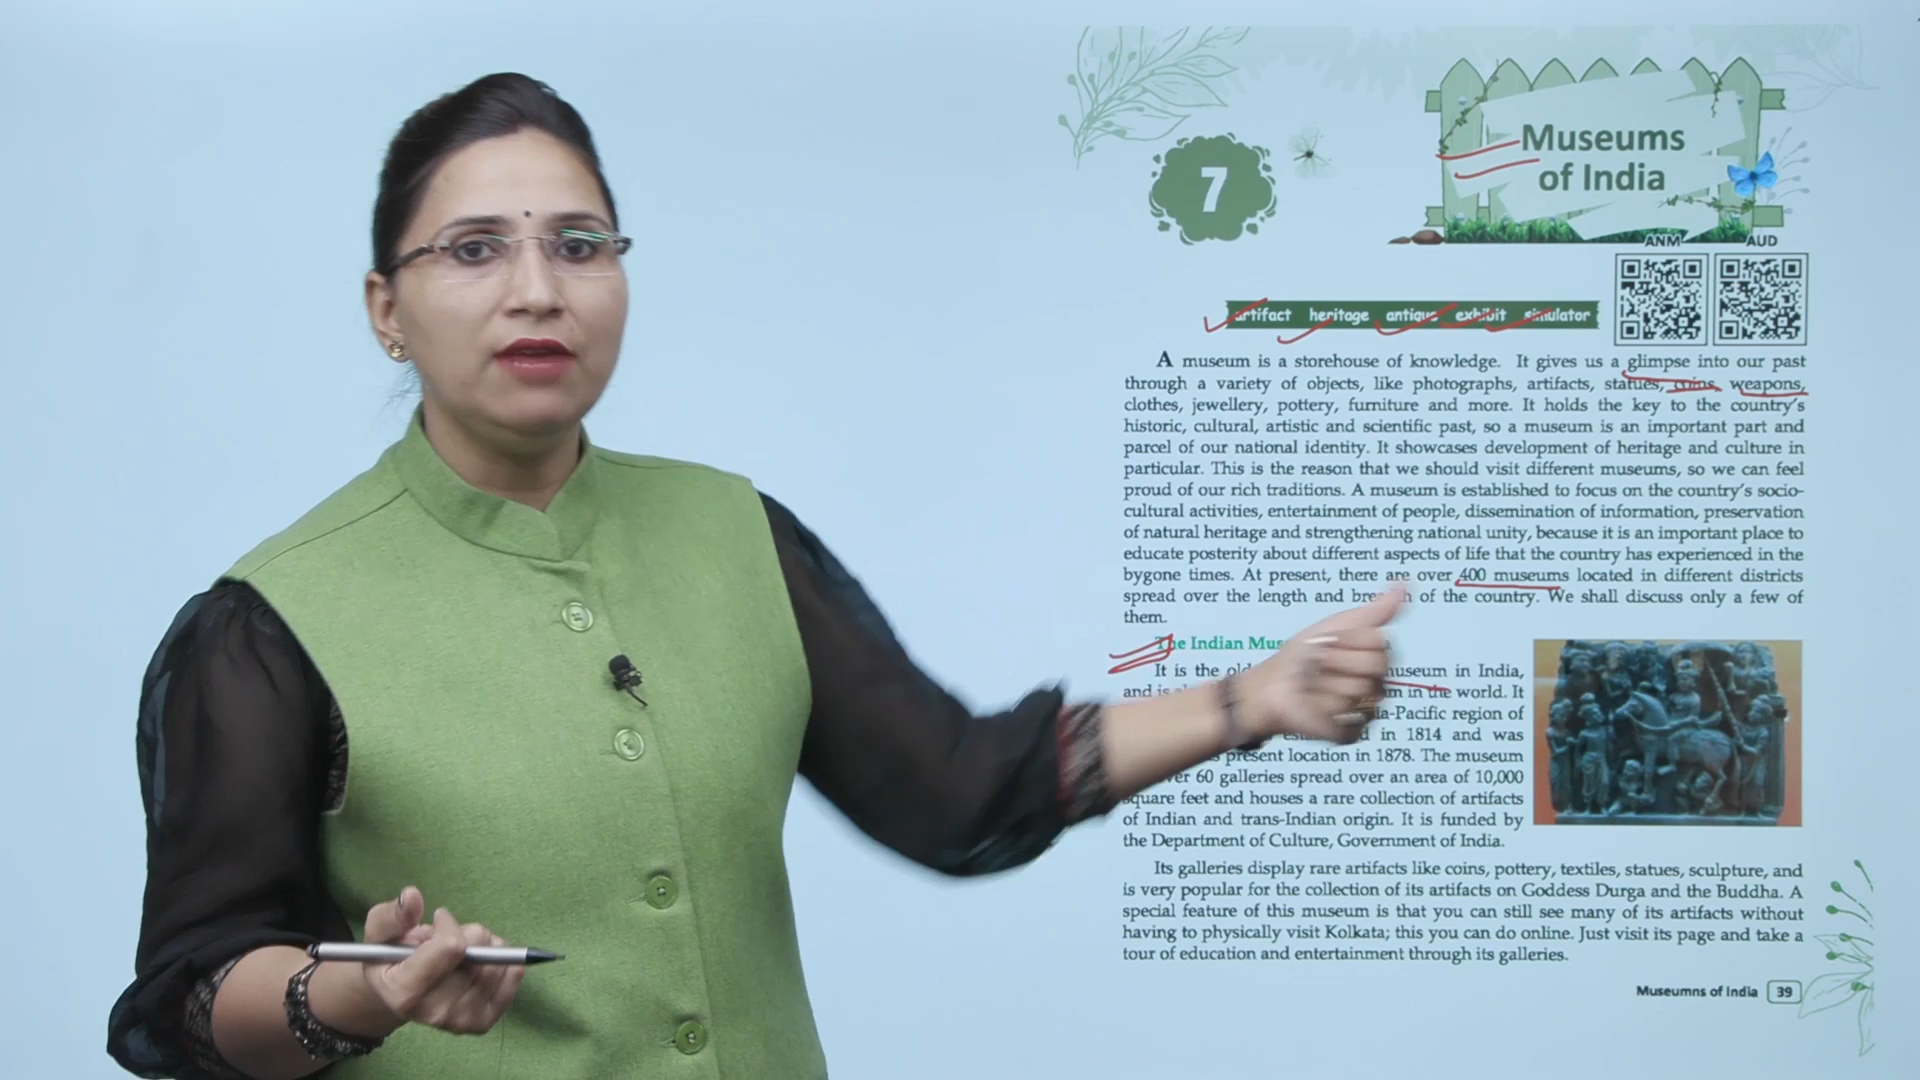 7
Museums
of India
ANM AUD
artifact heritage antique exhibit simulator
A museum is a storehouse of knowledge. It gives us a glimpse into our past
through a variety of objects, like photographs, artifacts, statues, coins, weapons,
clothes, jewellery, pottery, furniture and more. It holds the key to the country's
historic, cultural, artistic and scientific past, so a museum is an important part and
parcel of our national identity. It showcases development of heritage and culture in
particular. This is the reason that we should visit different museums, so we can feel
proud of our rich traditions. A museum is established to focus on the country's socio-
cultural activities, entertainment of people, dissemination of information, preservation
of natural heritage and strengthening national unity, because it is an important place to
educate posterity about different aspects of life that the country has experienced in the
bygone times. At present, there are over 400 museums located in different districts
spread over the length and breadth of the country. We shall discuss only a few of
them.
The Indian
It is the museum in India,
and in the world. It
region of
in 1814 and was
present location in 1878. The museum
60 galleries spread over an area of 10,000
square feet and houses a rare collection of artifacts
of Indian and trans-Indian origin. It is funded by
the Department of Culture, Government of India.
Its galleries display rare artifacts like coins, pottery, textiles, statues, sculpture, and
is very popular for the collection of its artifacts on Goddess Durga and the Buddha. A
special feature of this museum is that you can still see many of its artifacts without
having to physically visit Kolkata; this you can do online. Just visit its page and take a
tour of education and entertainment through its galleries.
Museumns of India 39